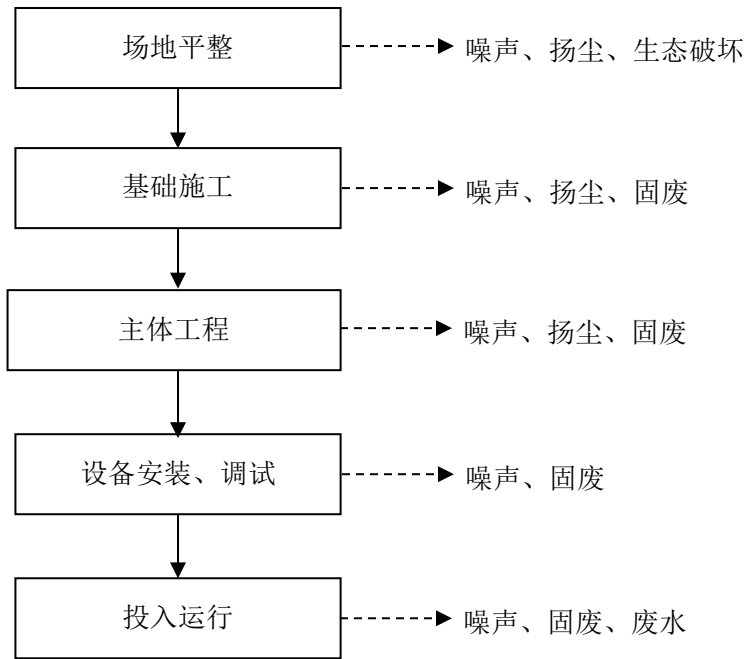 场地平整
噪声、扬尘、生态破坏
基础施工
噪声、扬尘、固废
主体工程
噪声、扬尘、固废
设备安装、调试
噪声、固废
投入运行
噪声、固废、废水